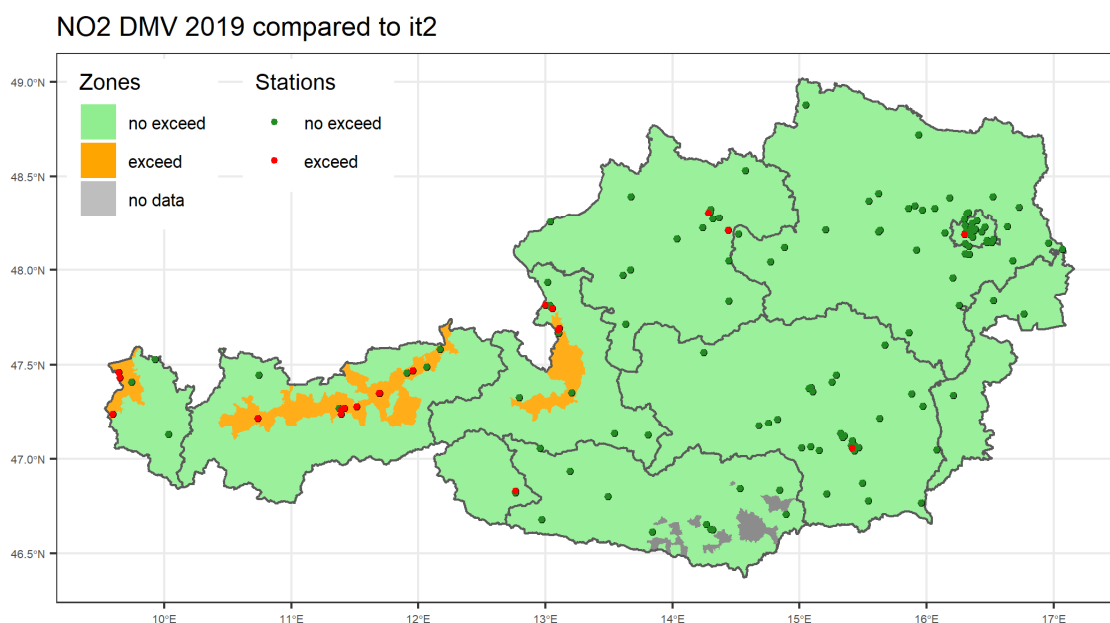 NO2 DMV 2019 compared to it2
Zones
no exceed
exceed
no data
Stations
no exceed
exceed
49.0°N
48.5°N
48.0°N
47.5°N
47.0°N
46.5°N
10°E 11°E 12°E 13°E 14°E 15°E 16°E 17°E